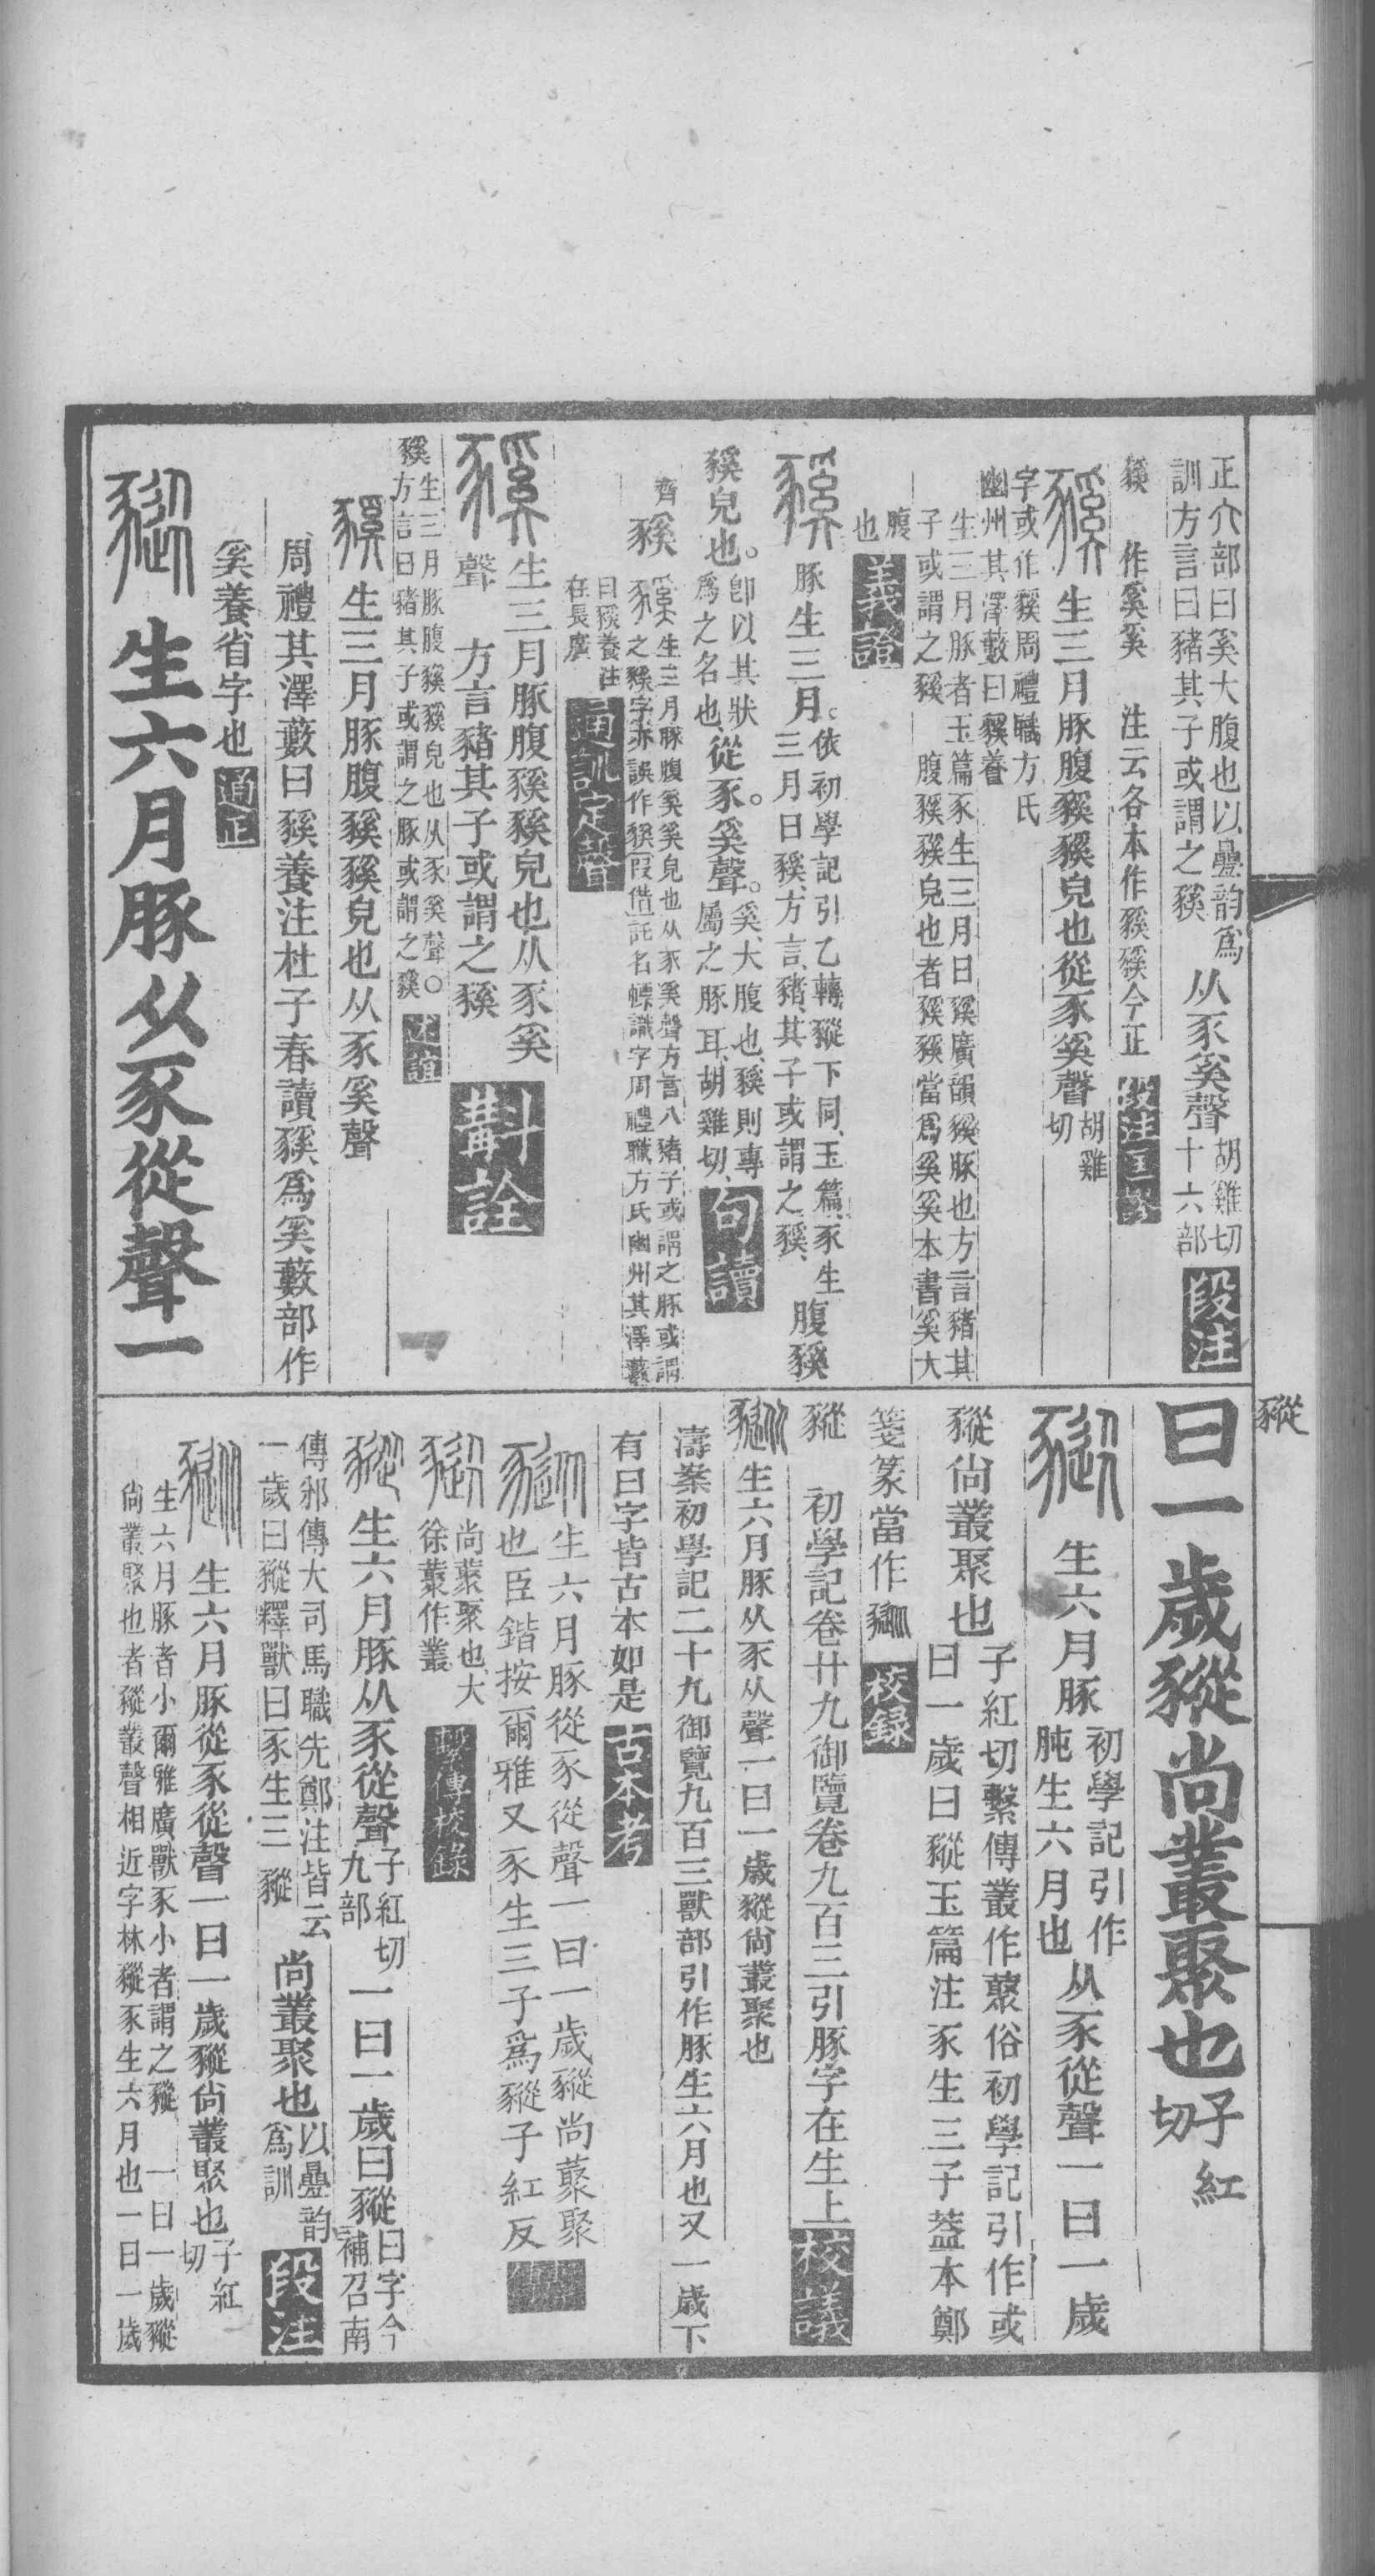 正亣部曰奚大腹也以曡韵爲
訓方言曰豬其子或謂之豯
从豕奚聲
胡雞切
十六部
段注
豯
作奚奚
注云各本作豯豯今正
段注匡謬
生三月豚腹豯豯皃也從豕奚聲
胡雞
切
字或作豯周禮職方氏
幽州其澤藪曰豯養
生三月豚者玉篇豕生三月日豯廣韻豯豚也方言豬其
子或謂之豯 腹豯豯皃也者豯豯當爲奚奚本書奚大
腹
也
義證
豚生三月。
依初學記引乙轉豵下同、玉篇、豕生
三月日豯、方言、豬、其子或謂之豯、
腹豯
豯皃也。
卽以其狀
爲之名也、
從豕。奚聲。
奚、大腹也、豯則專
屬之豚耳、胡雞切、
句讀
齊豯
生三月豚腹奚奚皃也从豕奚聲方言八豬子或謂之豚或謂
之豯字亦誤作貕叚借託名幖識字周禮職方氏幽州其澤藪
曰豯養注
在長廣
通訓定聲
生三月豚腹豯豯皃也从豕奚
聲 方言豬其子或謂之豯
斠詮
豯生三月豚腹豯豯皃也从豕奚聲○
方言曰豬其子或謂之豚或謂之豯
生三月豚腹豯豯皃也从豕奚聲
周禮其澤藪曰豯養注杜子春讀豯爲奚藪部作
奚養省字也
通正
生六月豚从豕從聲一
曰一歲豵尚叢聚也
子紅
切
生六月豚
初學記引作
肫生六月也
从豕從聲一曰一歲
豵尚叢聚也
子紅切繫傳叢作藂俗初學記引作或
曰一歲曰豵玉篇注豕生三子葢本鄭
箋篆當作
校録
豵
初學記卷廿九御覽卷九百三引豚字在生上
校議
生六月豚从豕从聲一曰一歲豵尚叢聚也
濤案初學記二十九御覽九百三獸部引作豚生六月也又一歲下
有曰字皆古本如是
古本考
生六月豚從豕從聲一曰一歲豵尚藂聚
也臣鍇按爾雅又豕生三子爲豵子紅反
尚藂聚也大
徐藂作叢
繫傳校錄
生六月豚从豕從聲
子紅切
九部
一曰一歲曰豵
曰字今
補召南
傳邠傳大司馬職先鄭注皆云
一歲曰豵釋獸曰豕生三豵
尚叢聚也
以曡韵
爲訓
段注
生六月豚從豕從聲一曰一歲豵尚叢聚也
子紅
切
生六月豚者小爾雅廣獸豕小者謂之豵 一曰一歲豵
尚叢聚也者豵叢聲相近字林豵豕生六月也一曰一歲
豵